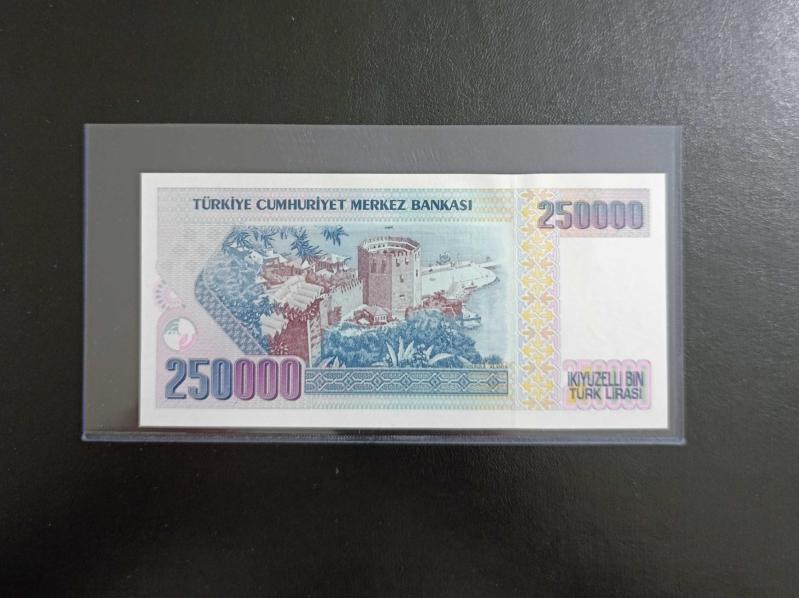 TÜRKİYE CUMHURİYET MERKEZ BANKASI
250000
250000
İKİYÜZELLİ BİN
TÜRK LİRASI